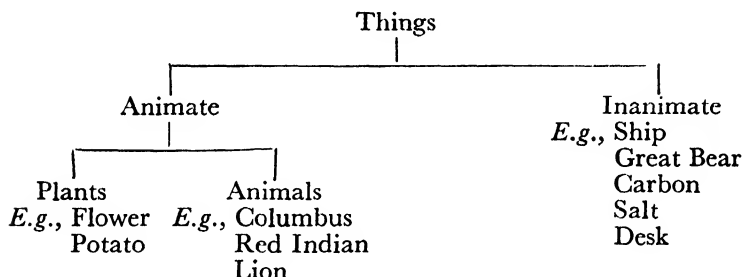 Things
Animate
Inanimate
E.g., Ship
Great Bear
Carbon
Salt
Desk
Plants
E.g., Flower
Potato
Animals
E.g., Columbus
Red Indian
Lion